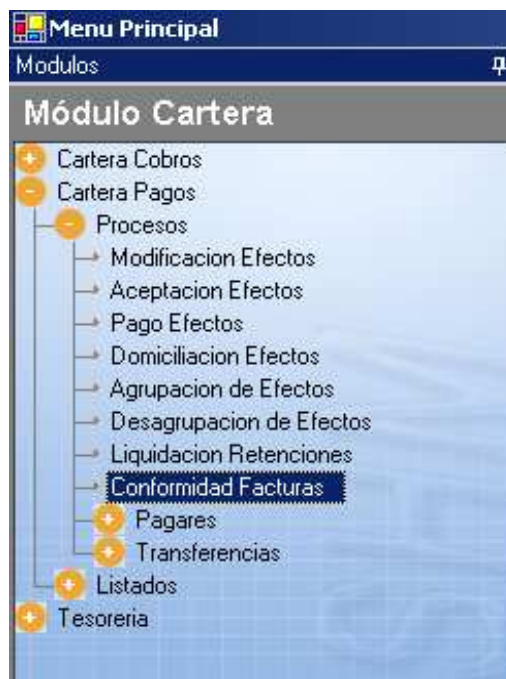 Menu Principal
Modulos
Módulo Cartera
Cartera Cobros
Cartera Pagos
Procesos
Modificacion Efectos
Aceptacion Efectos
Pago Efectos
Domiciliacion Efectos
Agrupacion de Efectos
Desagrupacion de Efectos
Liquidacion Retenciones
Conformidad Facturas
Pagares
Transferencias
Listados
Tesoreria